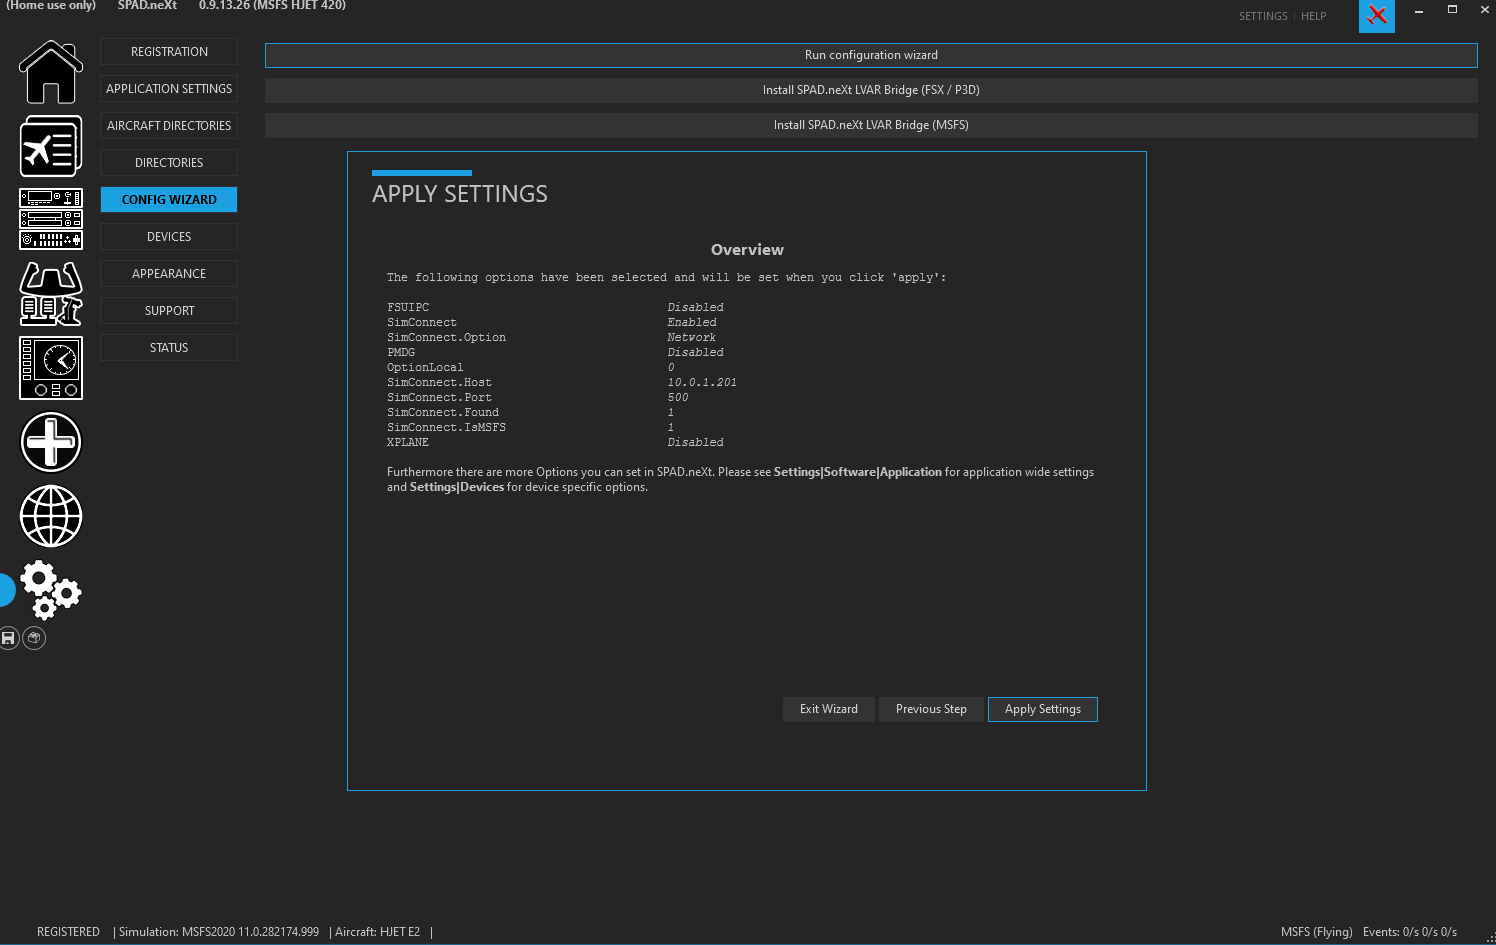 (Home use only) SPAD.neXt 0.9.13.26 (MSFS HJET 420)
SETTINGS | HELP
REGISTRATION
APPLICATION SETTINGS
AIRCRAFT DIRECTORIES
DIRECTORIES
CONFIG WIZARD
DEVICES
APPEARANCE
SUPPORT
STATUS
Run configuration wizard
Install SPAD.neXt LVAR Bridge (FSX / P3D)
Install SPAD.neXt LVAR Bridge (MSFS)
APPLY SETTINGS
Overview
The following options have been selected and will be set when you click 'apply':
FSUIPC Disabled
SimConnect Enabled
SimConnect.Option Network
PMDG Disabled
OptionLocal 0
SimConnect.Host 10.0.1.201
SimConnect.Port 500
SimConnect.Found 1
SimConnect.IsMSFS 1
XPLANE Disabled
Furthermore there are more Options you can set in SPAD.neXt. Please see Settings|Software|Application for application wide settings
and Settings|Devices for device specific options.
Exit Wizard Previous Step Apply Settings
REGISTERED | Simulation: MSFS2020 11.0.282174.999 | Aircraft: HJET E2 |
MSFS (Flying) Events: 0/s 0/s 0/s